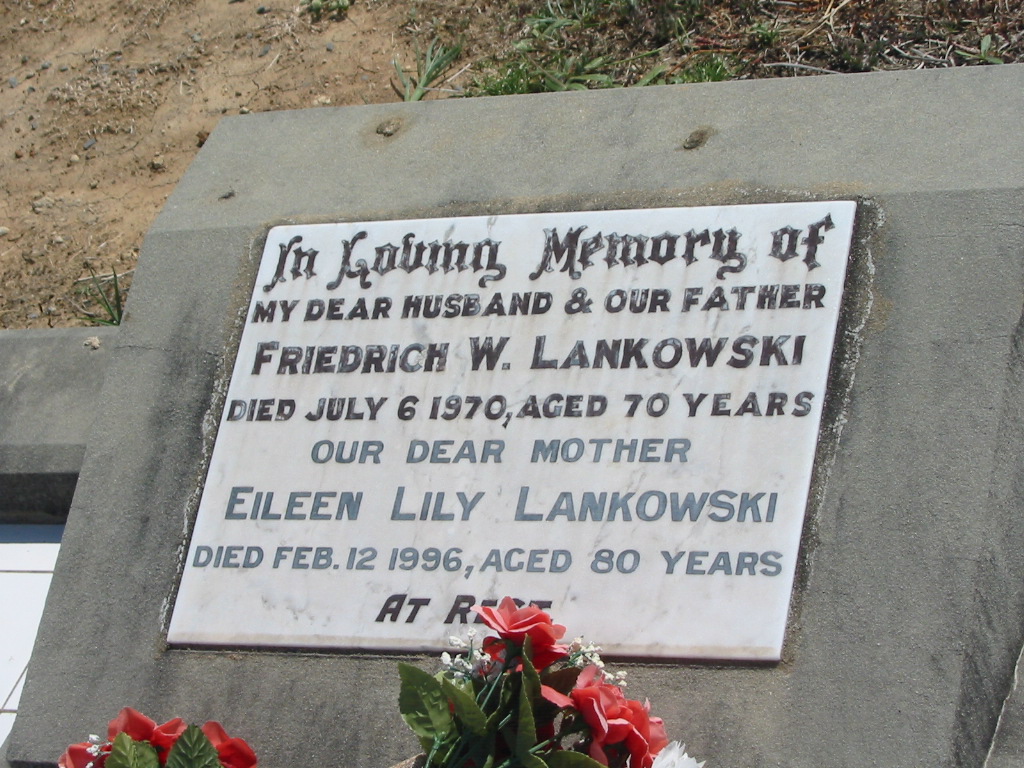 In Loving Memory of
MY DEAR HUSBAND & OUR FATHER
FRIEDRICH W. LANKOWSKI
DIED JULY 6 1970, AGED 70 YEARS
OUR DEAR MOTHER
EILEEN LILY LANKOWSKI
DIED FEB. 12 1996, AGED 80 YEARS
AT REST